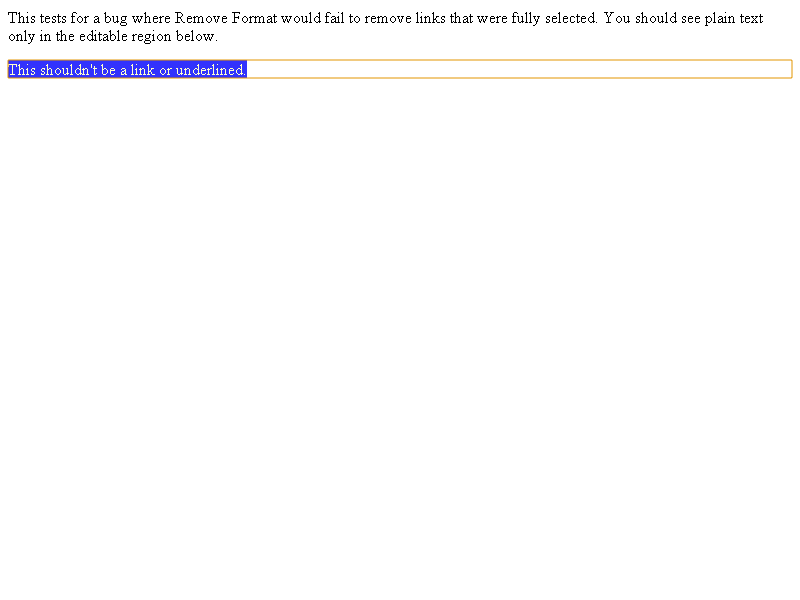 This tests for a bug where Remove Format would fail to remove links that were fully selected. You should see plain text
only in the editable region below.
This shouldn't be a link or underlined.